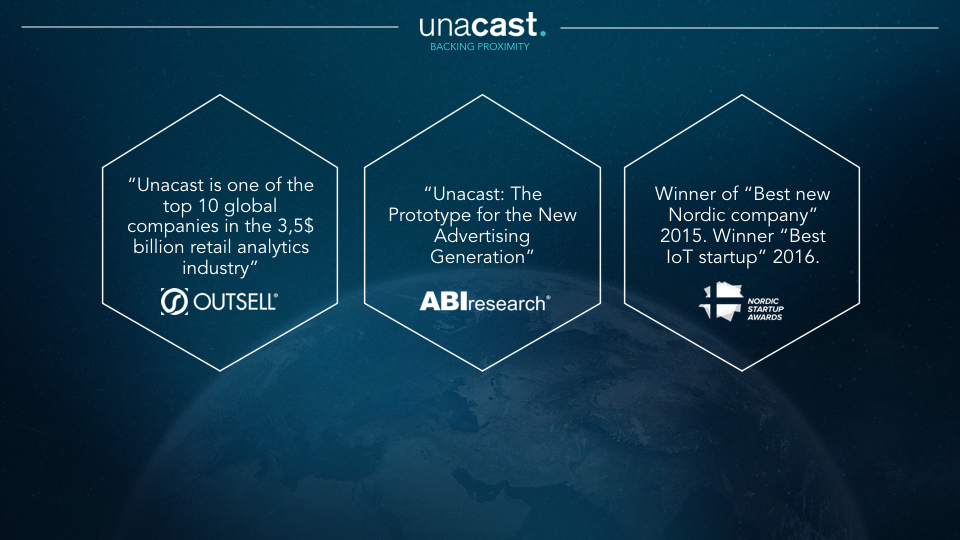 unacast.
BACKING PROXIMITY
“Unacast is one of the
top 10 global
companies in the 3,5$
billion retail analytics
industry”
OUTSELL®
“Unacast: The
Prototype for the New
Advertising
Generation”
ABIresearch®
Winner of “Best new
Nordic company”
2015. Winner “Best
IoT startup” 2016.
NORDIC
STARTUP
AWARDS